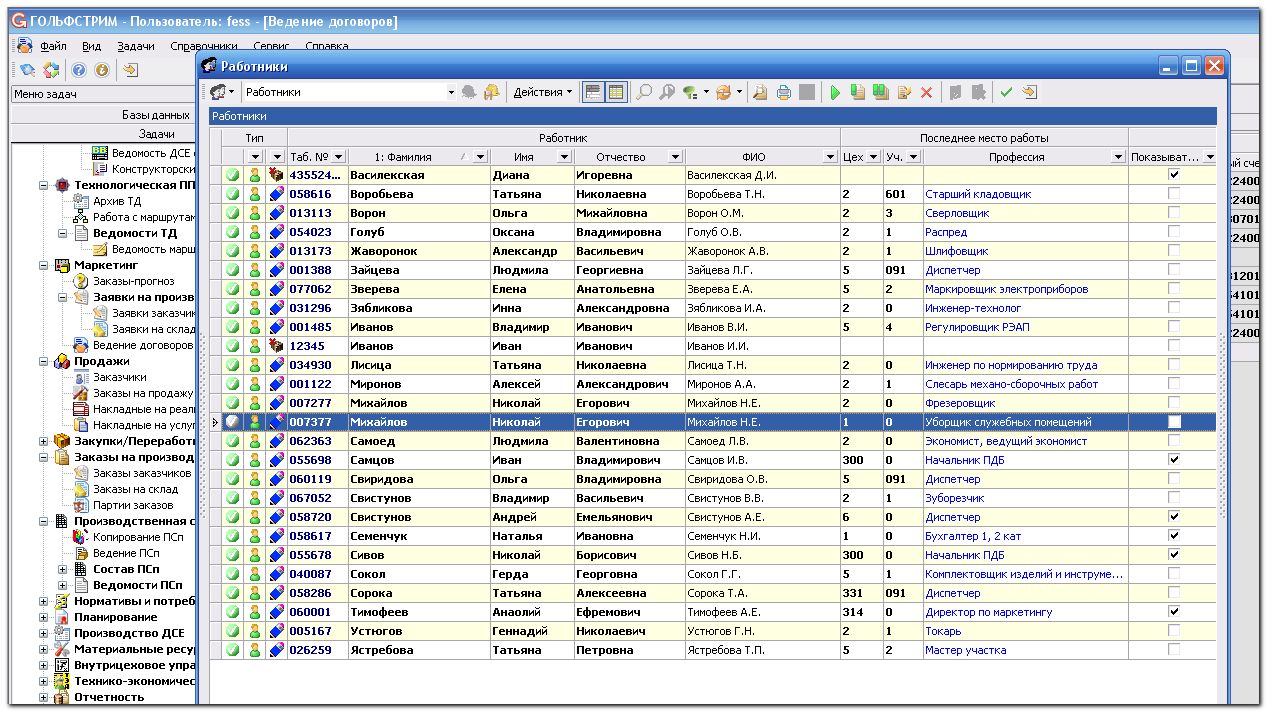 ГОЛЬФСТРИМ - Пользователь: fess - [Ведение договоров]
Файл Вид Задачи Справочники Сервис Справка
Меню задач
Базы данных
Задачи
Ведомость ДСЕ
Конструкторски
Технологическая ПП
Архив ТД
Работа с маршрутам
Ведомости ТД
Ведомость марш
Маркетинг
Заказы-прогноз
Заявки на произв
Заявки заказчик
Заявки на склад
Ведение договоров
Продажи
Заказчики
Заказы на продажу
Накладные на реал
Накладные на услуг
Закупки/Переработк
Заказы на производ
Заказы заказчиков
Заказы на склад
Партии заказов
Производственная с
Копирование ПСп
Ведение ПСп
Состав ПСп
Ведомости ПСп
Нормативы и потреб
Планирование
Производство ДСЕ
Материальные ресу
Внутрицеховое упра
Технико-экономичес
Отчетность
Работники
Работники Действия
Работники
Тип Работник Последнее место работы
Таб. № 1: Фамилия Имя Отчество ФИО Цех Уч. Профессия Показыват...
435524... Василекская Диана Игоревна Василекская Д.И.
058616 Воробьева Татьяна Николаевна Воробьева Т.Н. 2 601 Старший кладовщик
013113 Ворон Ольга Михайловна Ворон О.М. 2 3 Сверловщик
054023 Голуб Оксана Владимировна Голуб О.В. 2 1 Распред
013173 Жаворонок Александр Васильевич Жаворонок А.В. 2 1 Шлифовщик
001388 Зайцева Людмила Георгиевна Зайцева Л.Г. 5 091 Диспетчер
077062 Зверева Елена Анатольевна Зверева Е.А. 5 2 Маркировщик электроприборов
031296 Зябликова Инна Александровна Зябликова И.А. 2 0 Инженер-технолог
001485 Иванов Владимир Иванович Иванов В.И. 5 4 Регулировщик РЭАП
12345 Иванов Иван Иванович Иванов И.И.
034930 Лисица Татьяна Николаевна Лисица Т.Н. 2 0 Инженер по нормированию труда
001122 Миронов Алексей Александрович Миронов А.А. 2 1 Слесарь механо-сборочных работ
007277 Михайлов Николай Егорович Михайлов Н.Е. 2 0 Фрезеровщик
007377 Михайлов Николай Егорович Михайлов Н.Е. 1 0 Уборщик служебных помещений
062363 Самоед Людмила Валентиновна Самоед Л.В. 2 0 Экономист, ведущий экономист
055698 Самцов Иван Владимирович Самцов И.В. 300 0 Начальник ПДБ
060119 Свиридова Ольга Владимировна Свиридова О.В. 5 091 Диспетчер
067052 Свистунов Владимир Васильевич Свистунов В.В. 2 1 Зуборезчик
058720 Свистунов Андрей Емельянович Свистунов А.Е. 6 0 Диспетчер
058617 Семенчук Наталья Ивановна Семенчук Н.И. 1 0 Бухгалтер 1, 2 кат
055678 Сивов Николай Борисович Сивов Н.Б. 300 0 Начальник ПДБ
040087 Сокол Герда Георговна Сокол Г.Г. 5 1 Комплектовщик изделий и инструме...
058286 Сорока Татьяна Алексеевна Сорока Т.А. 331 091 Диспетчер
060001 Тимофеев Анаолий Ефремович Тимофеев А.Е. 314 0 Директор по маркетингу
005167 Устюгов Геннадий Николаевич Устюгов Г.Н. 2 1 Токарь
026259 Ястребова Татьяна Петровна Ястребова Т.П. 5 2 Мастер участка